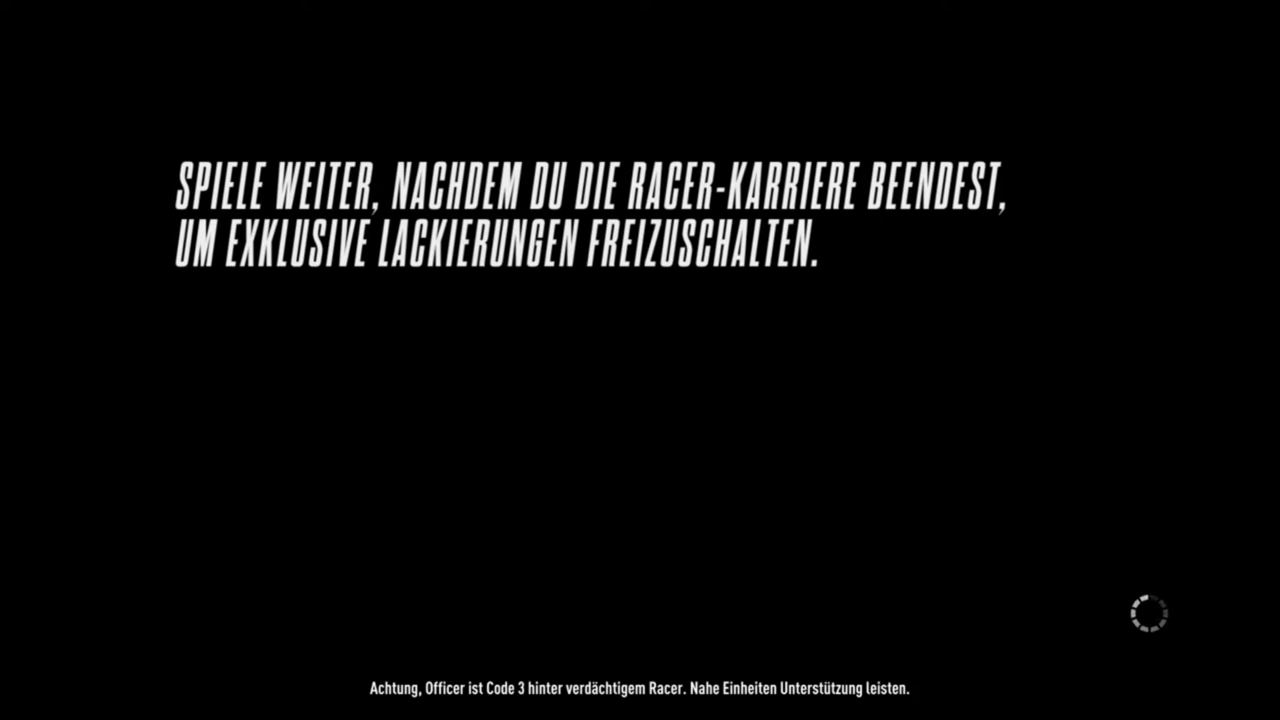 SPIELE WEITER, NACHDEM DU DIE RACER-KARRIERE BEENDEST,
UM EXKLUSIVE LACKIERUNGEN FREIZUSCHALTEN.
Achtung, Officer ist Code 3 hinter verdächtigem Racer. Nahe Einheiten Unterstützung leisten.